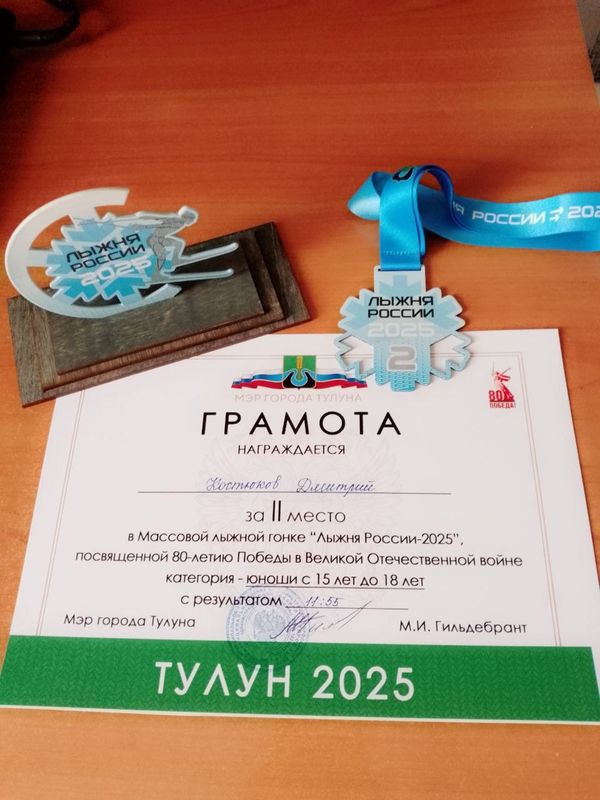 ЛЫЖНЯ
РОССИИ
2025
РОССИИ 202
ЛЫЖНЯ
РОССИИ
2025
2
МЭР ГОРОДА ТУЛУНА
80
ПОБЕДА!
ГРАМОТА
НАГРАЖДАЕТСЯ
Костюков Дмитрий
за II место
в Массовой лыжной гонке "Лыжня России-2025",
посвященной 80-летию Победы в Великой Отечественной войне
категория - юноши с 15 лет до 18 лет
с результатом 11:55
Мэр города Тулуна
М.И. Гильдебрант
ТУЛУН 2025